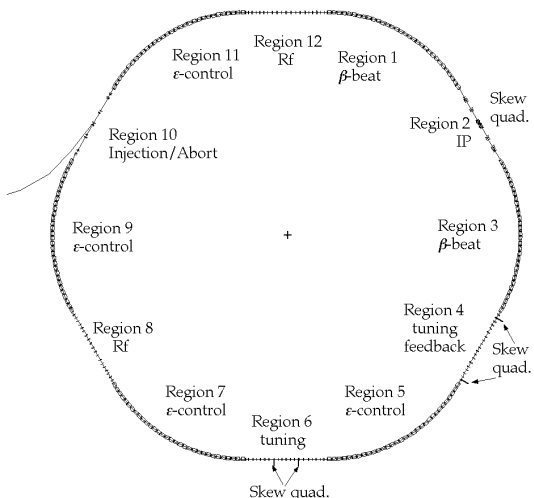 Region 12
Rf
Region 1
β-beat
Skew
quad.
Region 2
IP
Region 3
β-beat
Region 4
tuning
feedback
Skew
quad.
Region 5
ε-control
Region 6
tuning
Skew quad.
Region 7
ε-control
Region 8
Rf
Region 9
ε-control
Region 10
Injection/Abort
Region 11
ε-control